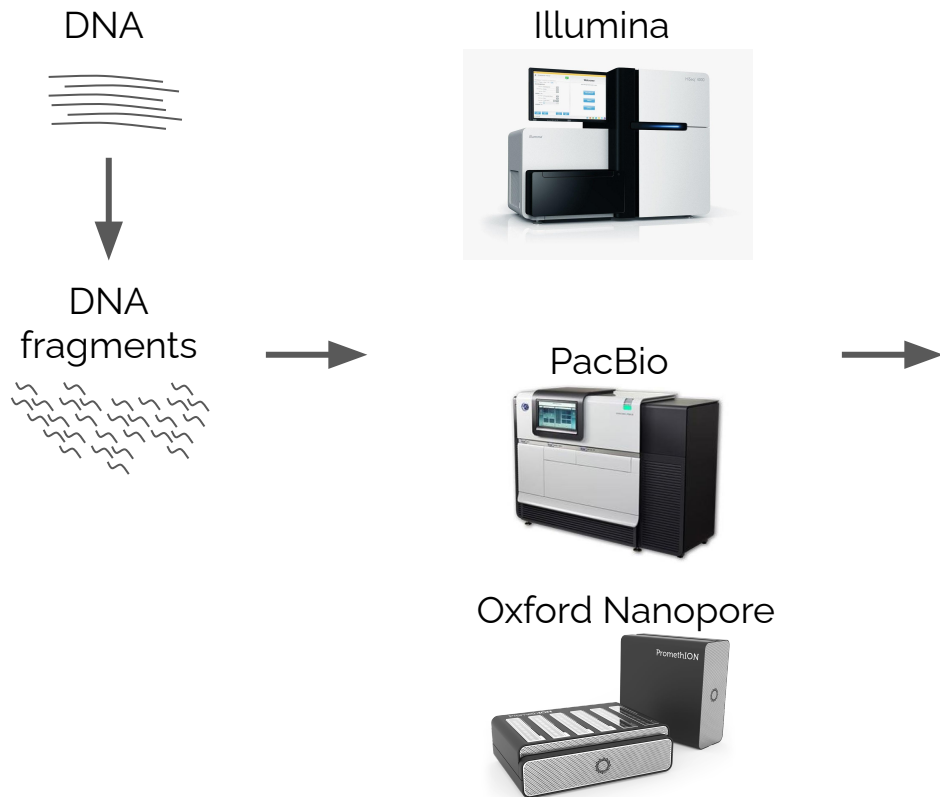 DNA
Illumina
DNA
fragments
PacBio
Oxford Nanopore
PromethION